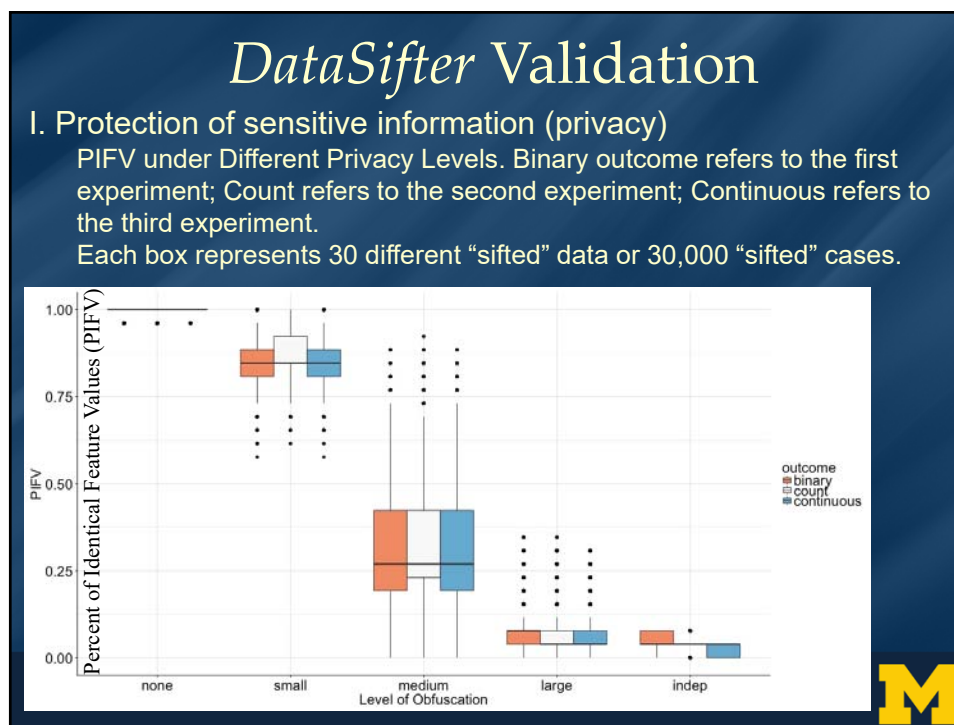 DataSifter Validation
I. Protection of sensitive information (privacy)
PIFV under Different Privacy Levels. Binary outcome refers to the first
experiment; Count refers to the second experiment; Continuous refers to
the third experiment.
Each box represents 30 different “sifted” data or 30,000 “sifted” cases.
Percent of Identical Feature Values (PIFV)
PIFV
1.00
0.75
0.50
0.25
0.00
none small medium large indep
Level of Obfuscation
outcome
binary
count
continuous
M